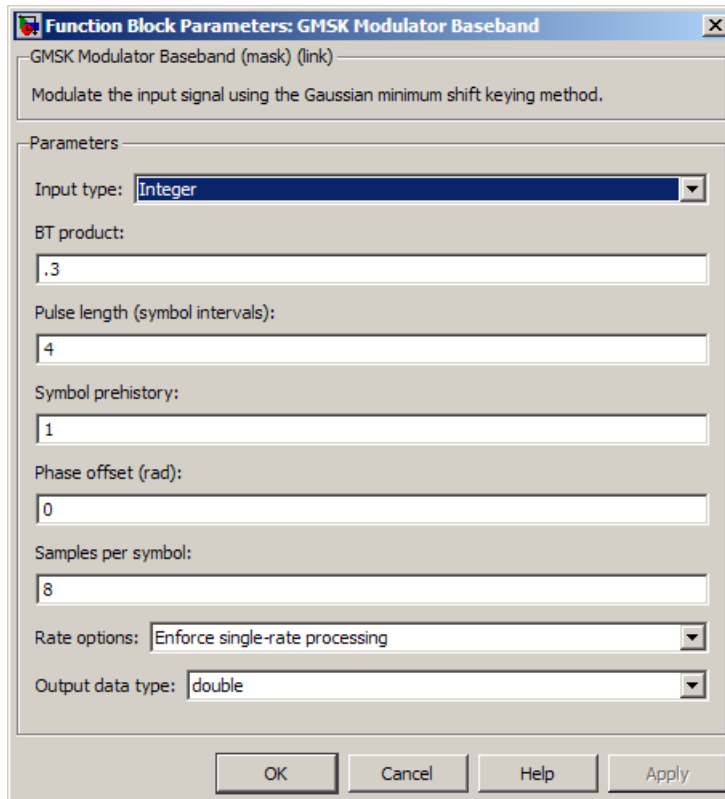 Function Block Parameters: GMSK Modulator Baseband
GMSK Modulator Baseband (mask) (link)
Modulate the input signal using the Gaussian minimum shift keying method.
Parameters
Input type: Integer
BT product:
.3
Pulse length (symbol intervals):
4
Symbol prehistory:
1
Phase offset (rad):
0
Samples per symbol:
8
Rate options: Enforce single-rate processing
Output data type: double
OK Cancel Help Apply